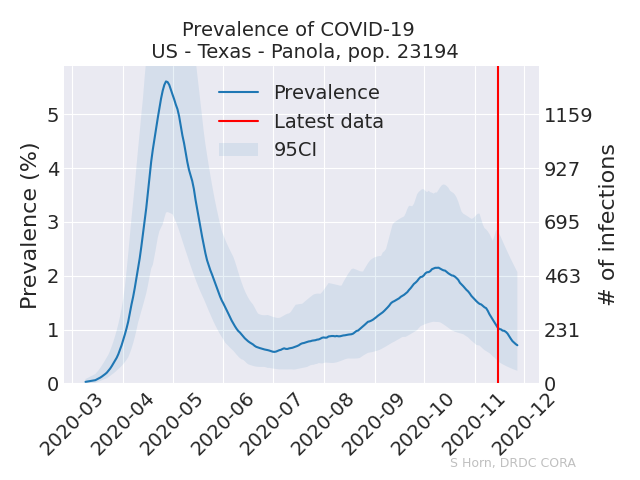 Prevalence of COVID-19
US - Texas - Panola, pop. 23194
Prevalence
Latest data
95CI
Prevalence (%)
5
4
3
2
1
0
1159
927
695
463
231
0
# of infections
2020-03
2020-04
2020-05
2020-06
2020-07
2020-08
2020-09
2020-10
2020-11
2020-12
S Horn, DRDC CORA